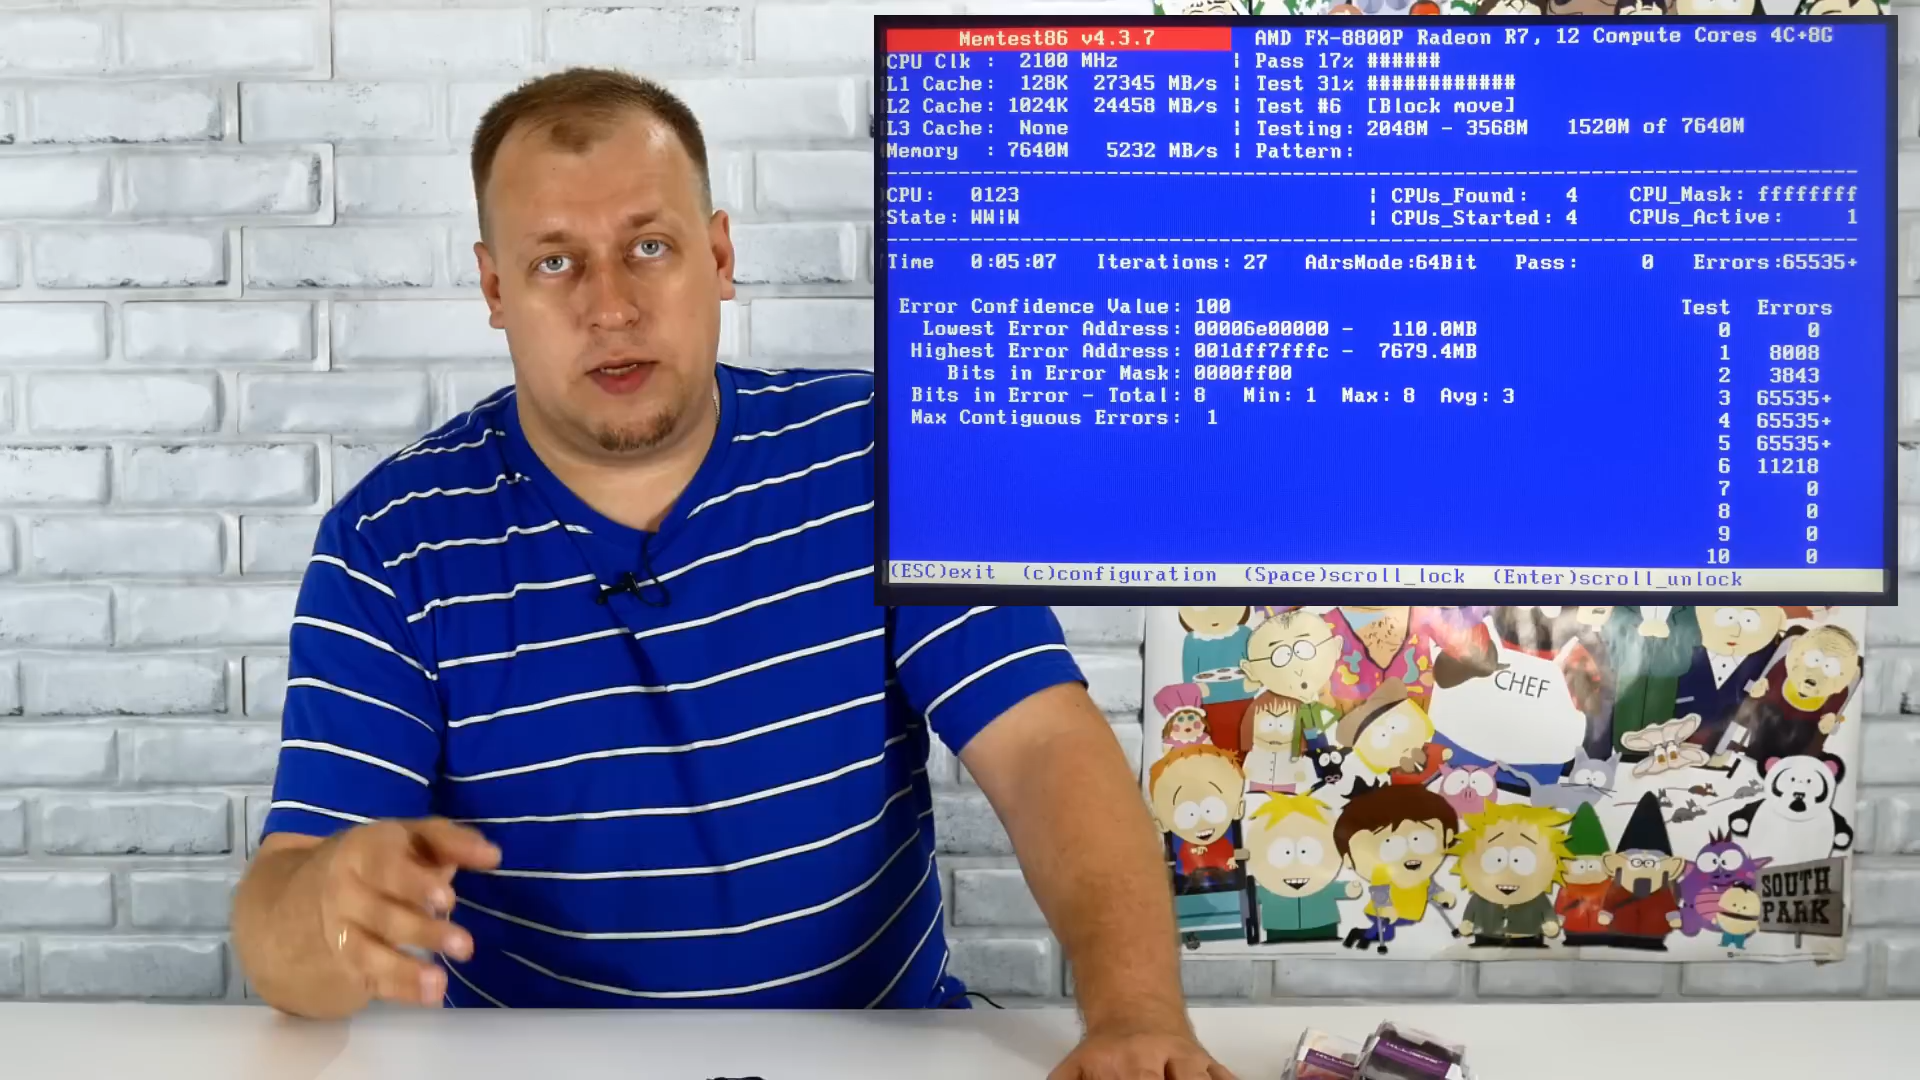 Memtest86 v4.3.7 | AMD FX-8800P Radeon R7, 12 Compute Cores 4C+8G
CPU Clk : 2100 MHz | Pass 17% ######
L1 Cache: 128K 27345 MB/s | Test 31% ############
L2 Cache: 1024K 24458 MB/s | Test #6 [Block move]
L3 Cache: None | Testing: 2048M - 3568M 1520M of 7640M
Memory : 7640M 5232 MB/s | Pattern:
CPU: 0123 | CPUs_Found: 4 CPU_Mask: ffffffff
State: WW|W | CPUs_Started: 4 CPUs_Active: 1
Time 0:05:07 Iterations: 27 AdrsMode:64Bit Pass: 0 Errors:65535+
Error Confidence Value: 100
Lowest Error Address: 00006e00000 - 110.0MB
Highest Error Address: 001dff7fffc - 7679.4MB
Bits in Error Mask: 0000ff00
Bits in Error - Total: 8 Min: 1 Max: 8 Avg: 3
Max Contiguous Errors: 1
Test Errors
0 0
1 8008
2 3843
3 65535+
4 65535+
5 65535+
6 11218
7 0
8 0
9 0
10 0
(ESC)exit (c)configuration (Space)scroll_lock (Enter)scroll_unlock
CHEF
SOUTH
PARK